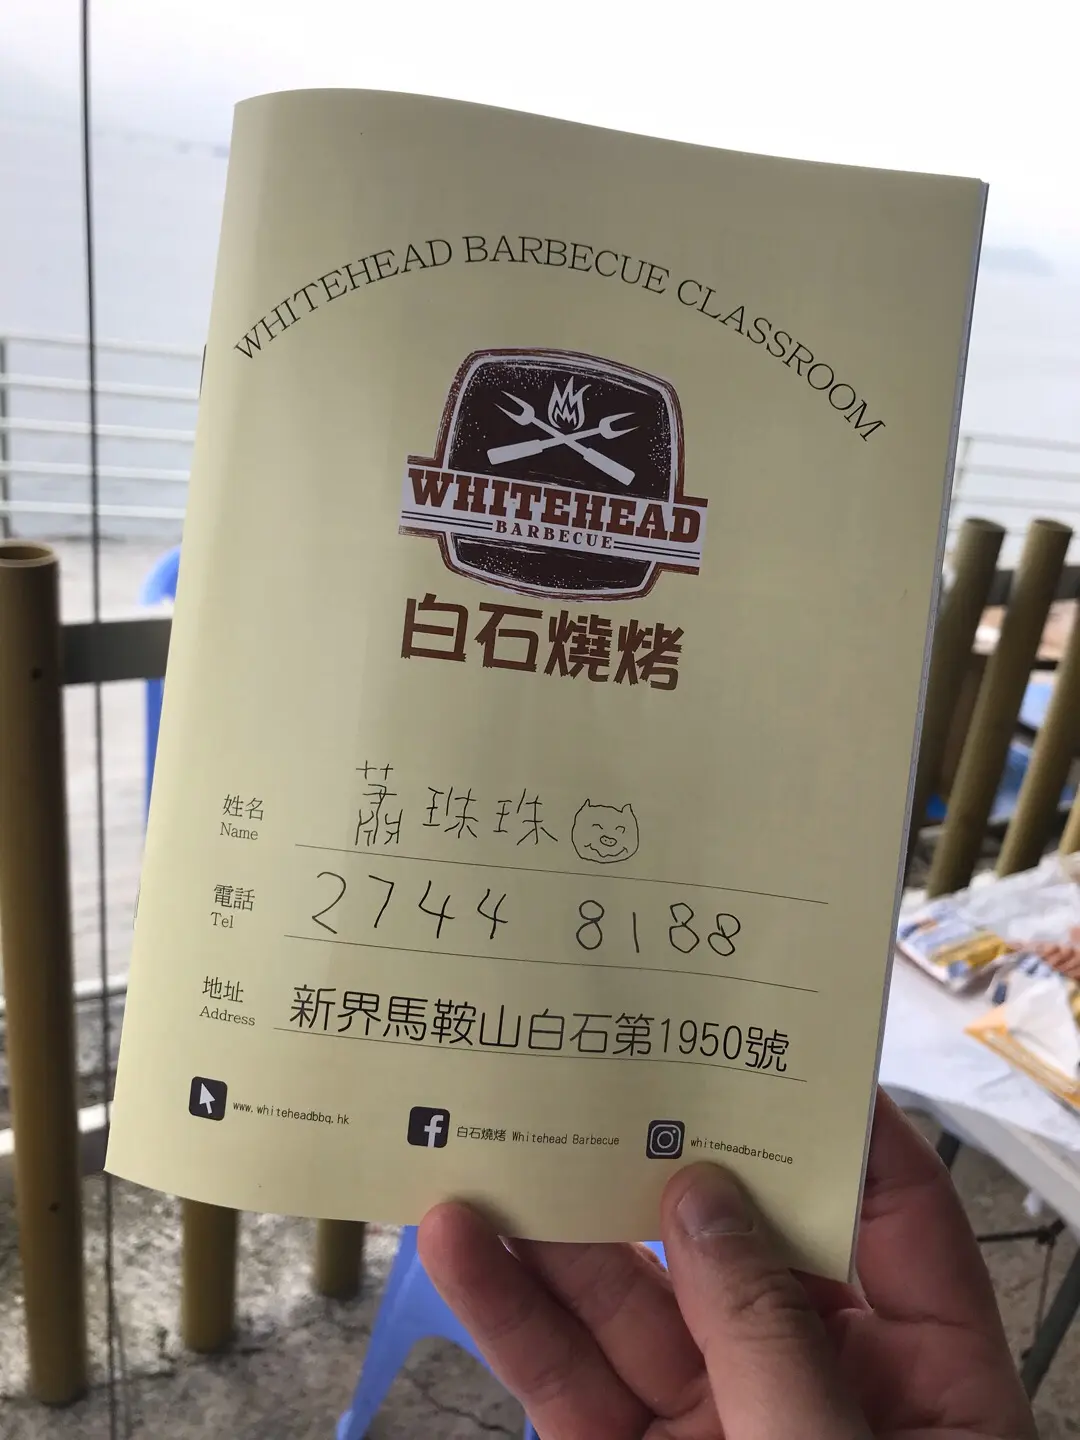 WHITEHEAD BARBECUE CLASSROOM
WHITEHEAD
BARBECUE
白石燒烤
姓名 蕭珠珠
Name
電話 2744 8188
Tel
地址 新界馬鞍山白石第1950號
Address
www.whiteheadbbq.hk
白石燒烤 Whitehead Barbecue
whiteheadbarbecue